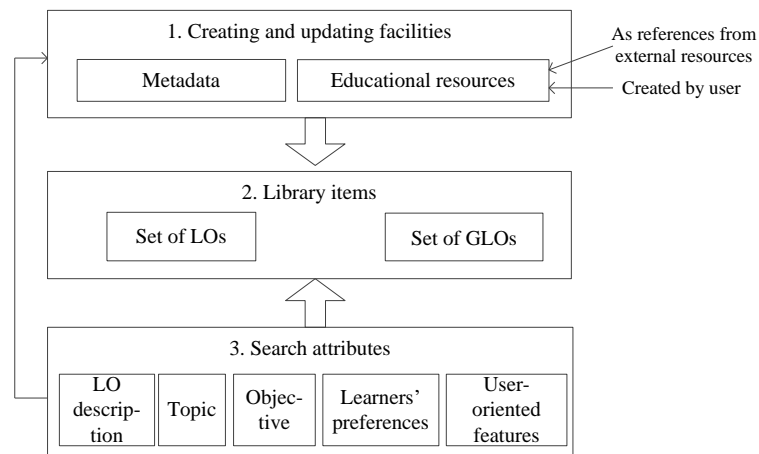 1. Creating and updating facilities
As references from
external resources
Metadata
Educational resources
Created by user
2. Library items
Set of LOs
Set of GLOs
3. Search attributes
LO
descrip-
tion
Topic
Objec-
tive
Learners’
preferences
User-
oriented
features